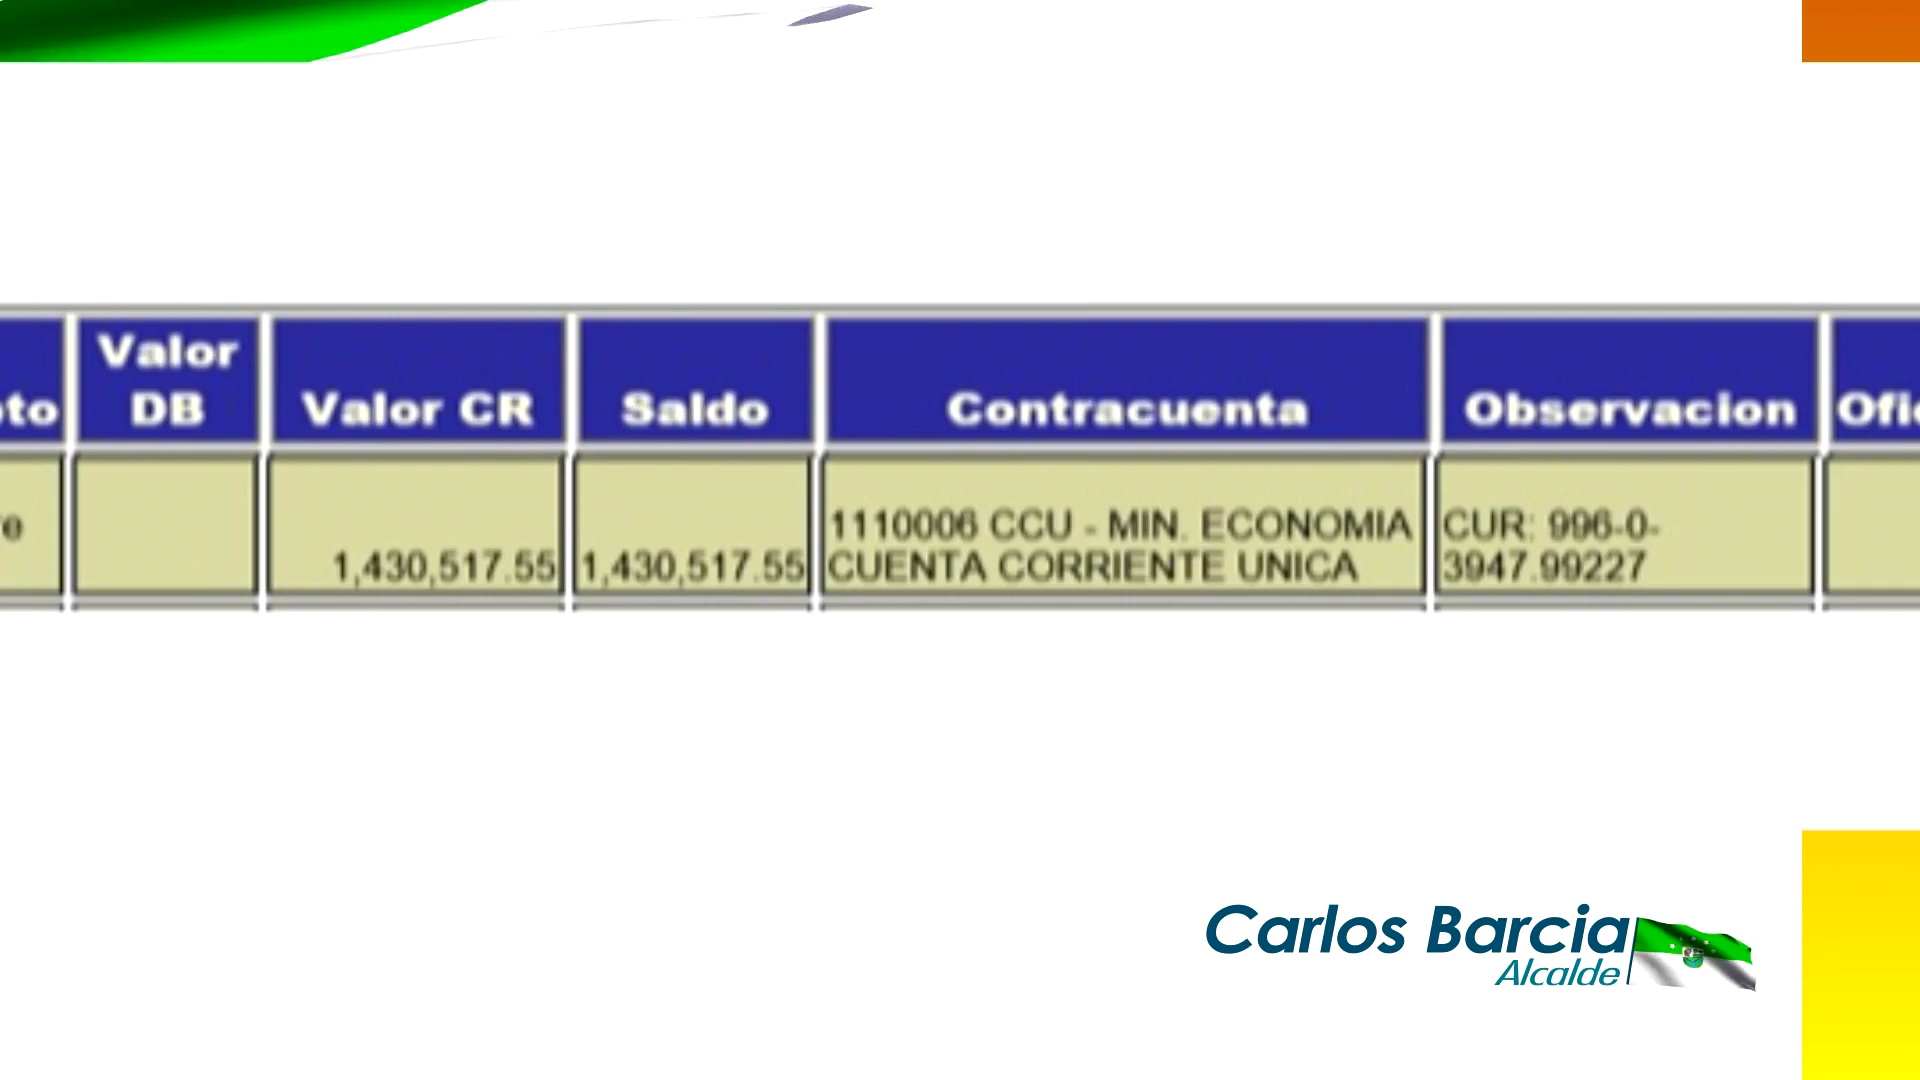 Valor
DB
Valor CR
Saldo
Contracuenta
Observacion
1,430,517.55
1,430,517.55
1110006 CCU - MIN. ECONOMIA
CUENTA CORRIENTE UNICA
CUR: 996-0-
3947.99227
Carlos Barcia
Alcalde